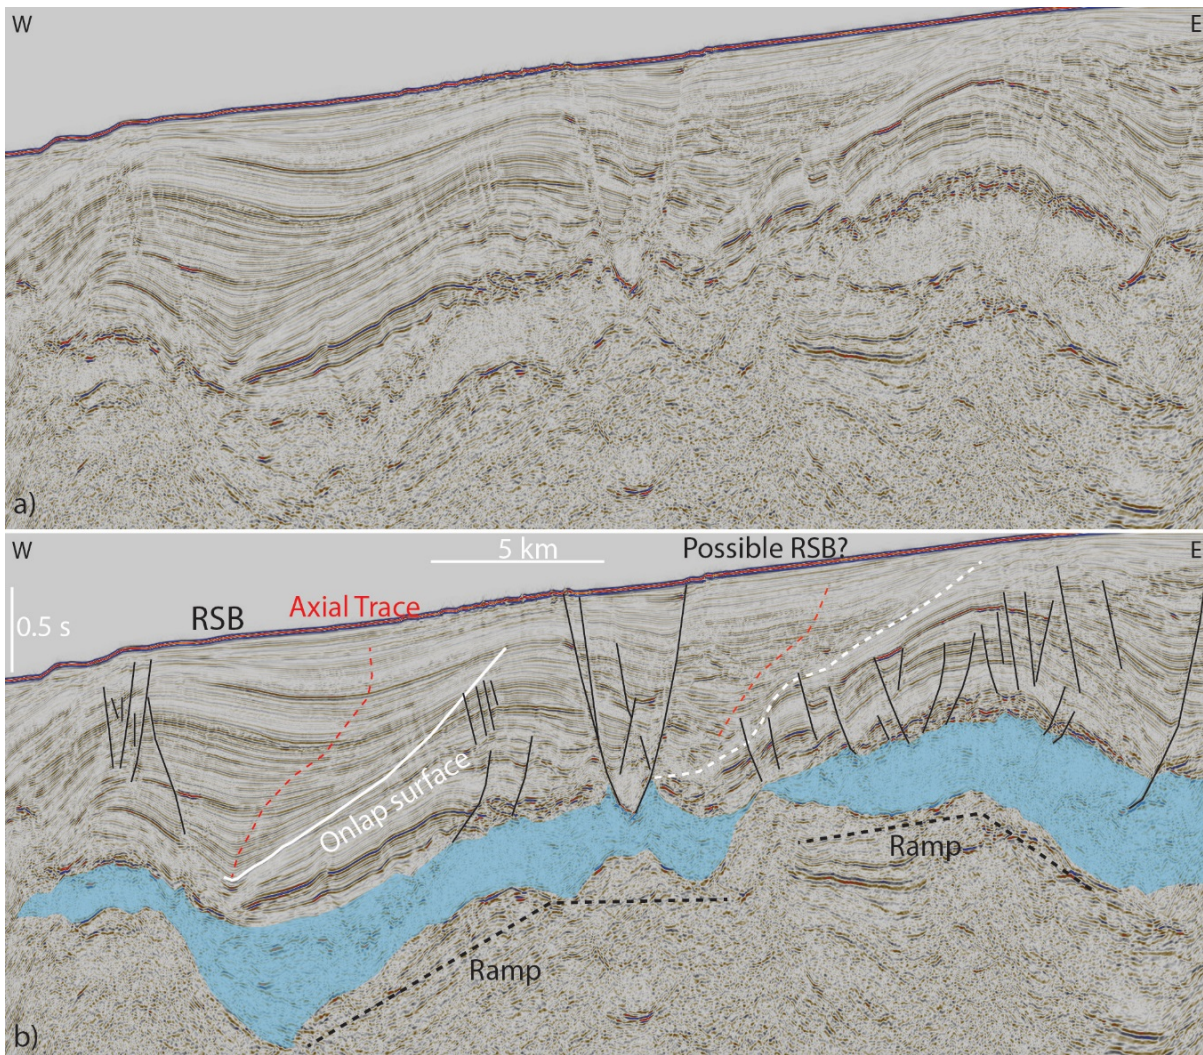 W
E
a)
W
5 km
Possible RSB?
E
0.5 s
RSB
Axial Trace
Onlap surface
Ramp
Ramp
b)